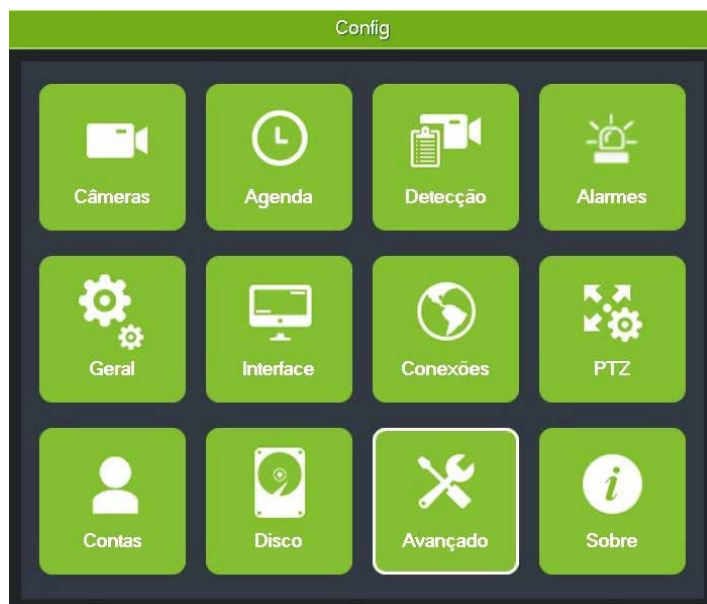 Config
Câmeras
Agenda
Detecção
Alarmes
Geral
Interface
Conexões
PTZ
Contas
Disco
Avançado
Sobre